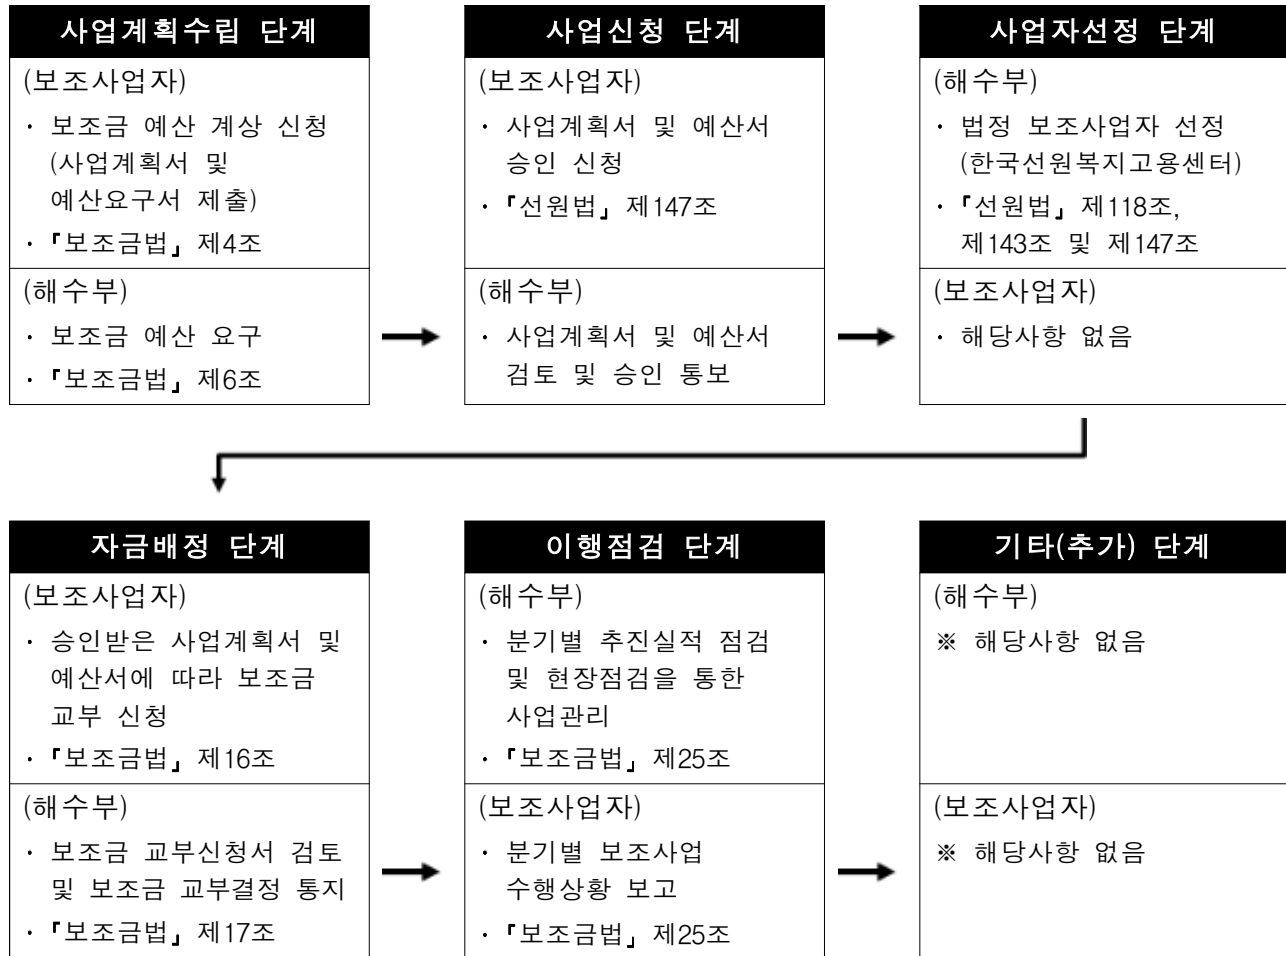 사업계획수립 단계
(보조사업자)
· 보조금 예산 계상 신청
(사업계획서 및
예산요구서 제출)
· 「보조금법」 제4조
(해수부)
· 보조금 예산 요구
· 「보조금법」 제6조
사업신청 단계
(보조사업자)
· 사업계획서 및 예산서
승인 신청
· 「선원법」 제147조
(해수부)
· 사업계획서 및 예산서
검토 및 승인 통보
사업자선정 단계
(해수부)
· 법정 보조사업자 선정
(한국선원복지고용센터)
· 「선원법」 제118조,
제143조 및 제147조
(보조사업자)
· 해당사항 없음
자금배정 단계
(보조사업자)
· 승인받은 사업계획서 및
예산서에 따라 보조금
교부 신청
· 「보조금법」 제16조
(해수부)
· 보조금 교부신청서 검토
및 보조금 교부결정 통지
· 「보조금법」 제17조
이행점검 단계
(해수부)
· 분기별 추진실적 점검
및 현장점검을 통한
사업관리
· 「보조금법」 제25조
(보조사업자)
· 분기별 보조사업
수행상황 보고
· 「보조금법」 제25조
기타(추가) 단계
(해수부)
※ 해당사항 없음
(보조사업자)
※ 해당사항 없음